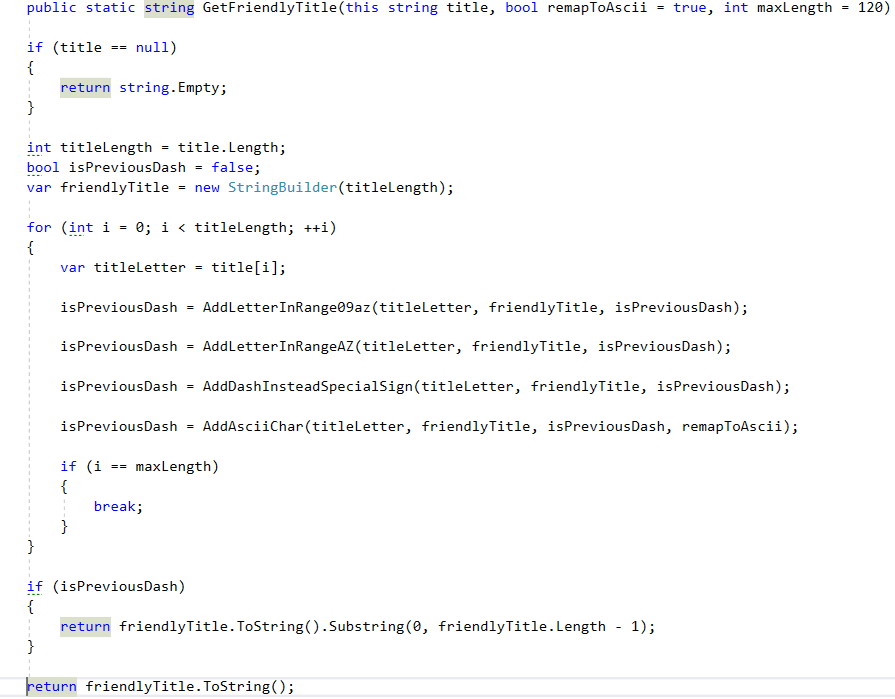 public static string GetFriendlyTitle(this string title, bool remapToAscii = true, int maxLength = 120)
if (title == null)
{
return string.Empty;
}
int titleLength = title.Length;
bool isPreviousDash = false;
var friendlyTitle = new StringBuilder(titleLength);
for (int i = 0; i < titleLength; ++i)
{
var titleLetter = title[i];
isPreviousDash = AddLetterInRange09az(titleLetter, friendlyTitle, isPreviousDash);
isPreviousDash = AddLetterInRangeAZ(titleLetter, friendlyTitle, isPreviousDash);
isPreviousDash = AddDashInsteadSpecialSign(titleLetter, friendlyTitle, isPreviousDash);
isPreviousDash = AddAsciiChar(titleLetter, friendlyTitle, isPreviousDash, remapToAscii);
if (i == maxLength)
{
break;
}
}
if (isPreviousDash)
{
return friendlyTitle.ToString().Substring(0, friendlyTitle.Length - 1);
}
return friendlyTitle.ToString();